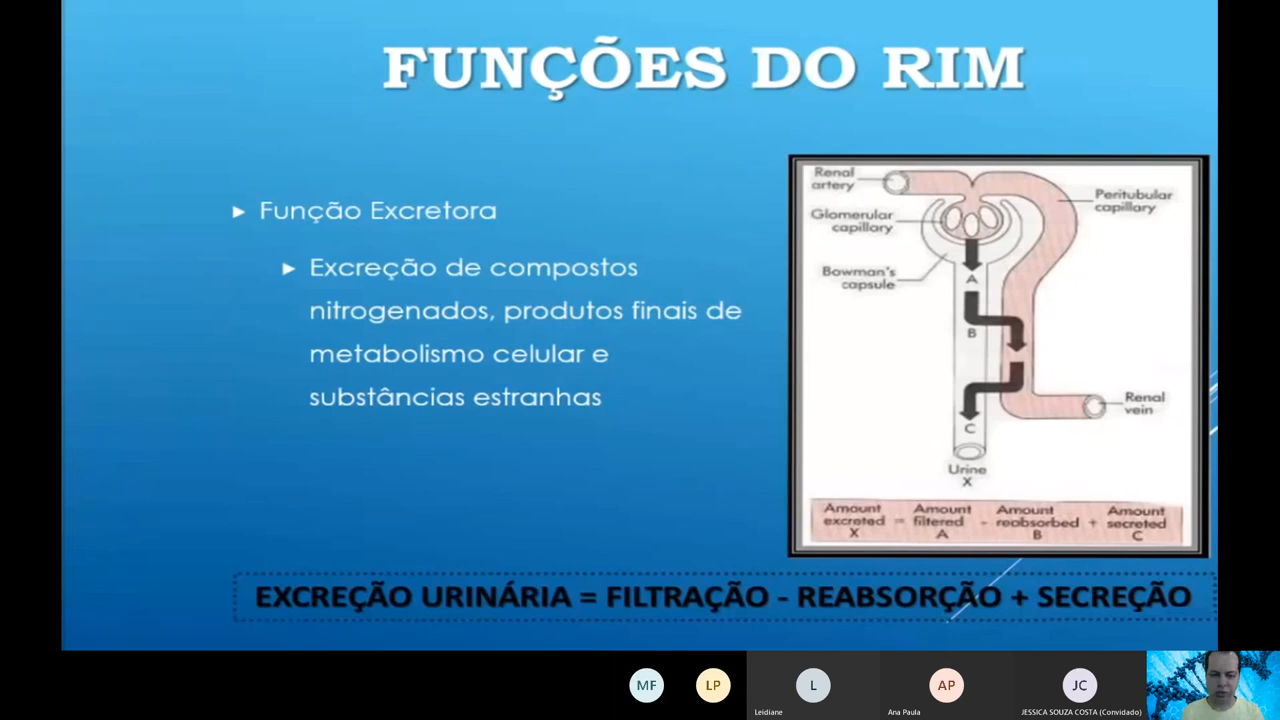 FUNÇÕES DO RIM
Função Excretora
Excreção de compostos
nitrogenados, produtos finais de
metabolismo celular e
substâncias estranhas
Renal
artery
Glomerular
capillary
Bowman's
capsule
Peritubular
capillary
A
B
C
Renal
vein
Urine
X
Amount excreted X = Amount filtered A - Amount reabsorbed B + Amount secreted C
EXCREÇÃO URINÁRIA = FILTRAÇÃO - REABSORÇÃO + SECREÇÃO
MF LP L AP JC
Leidiane Ana Paula JESSICA SOUZA COSTA (Convidado)